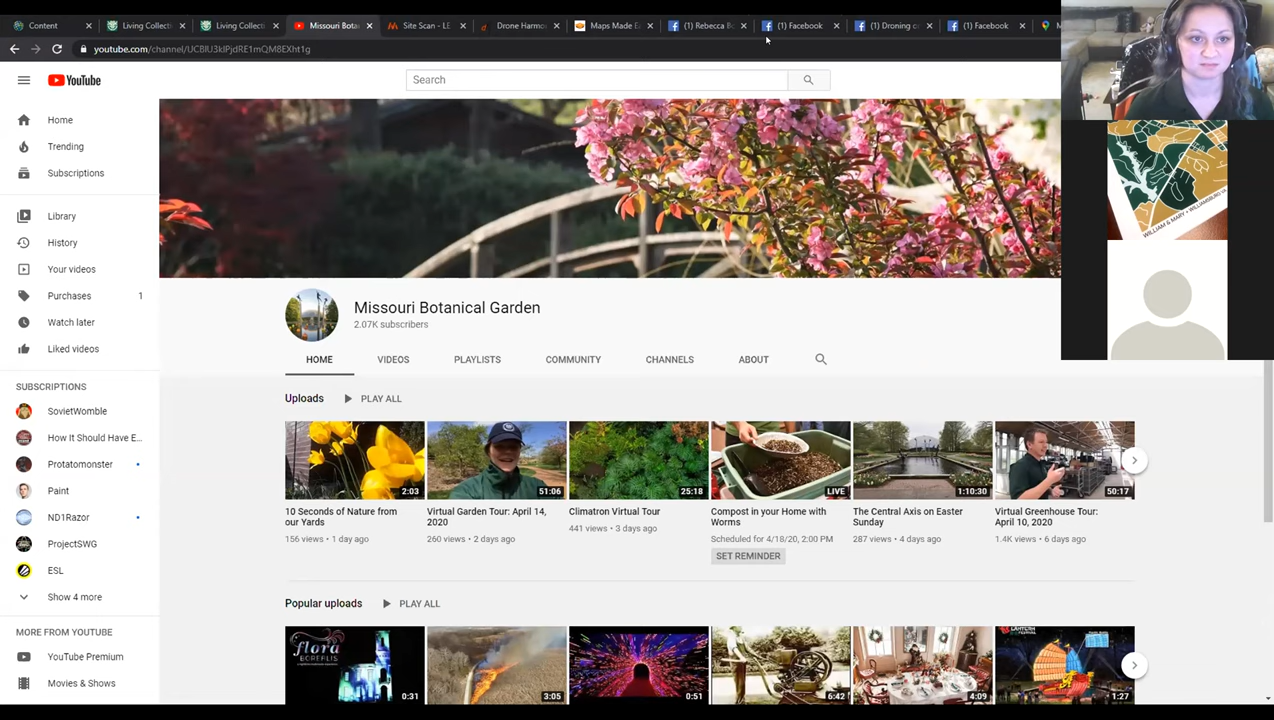 Content
Living Collecti
Living Collecti
Missouri Bota
Site Scan - LE
Drone Harmo
Maps Made Ea
(1) Rebecca Bo
(1) Facebook
(1) Droning co
(1) Facebook
youtube.com/channel/UCBlU3klPjdRE1mQM8EXht1g
YouTube
Search
Home
Trending
Subscriptions
Library
History
Your videos
Purchases 1
Watch later
Liked videos
SUBSCRIPTIONS
SovietWomble
How It Should Have E...
Protatomonster
Paint
ND1Razor
ProjectSWG
ESL
Show 4 more
MORE FROM YOUTUBE
YouTube Premium
Movies & Shows
Missouri Botanical Garden
2.07K subscribers
HOME VIDEOS PLAYLISTS COMMUNITY CHANNELS ABOUT
Uploads PLAY ALL
2:03
10 Seconds of Nature from
our Yards
156 views • 1 day ago
51:06
Virtual Garden Tour: April 14,
2020
260 views • 2 days ago
25:18
Climatron Virtual Tour
441 views • 3 days ago
LIVE
Compost in your Home with
Worms
Scheduled for 4/18/20, 2:00 PM
SET REMINDER
1:10:30
The Central Axis on Easter
Sunday
287 views • 4 days ago
50:17
Virtual Greenhouse Tour:
April 10, 2020
1.4K views • 6 days ago
Popular uploads PLAY ALL
flora
BOREALIS
0:31
3:05
0:51
6:42
4:09
1:27
WILLIAM & MARY • WILLIAMSBURG VA